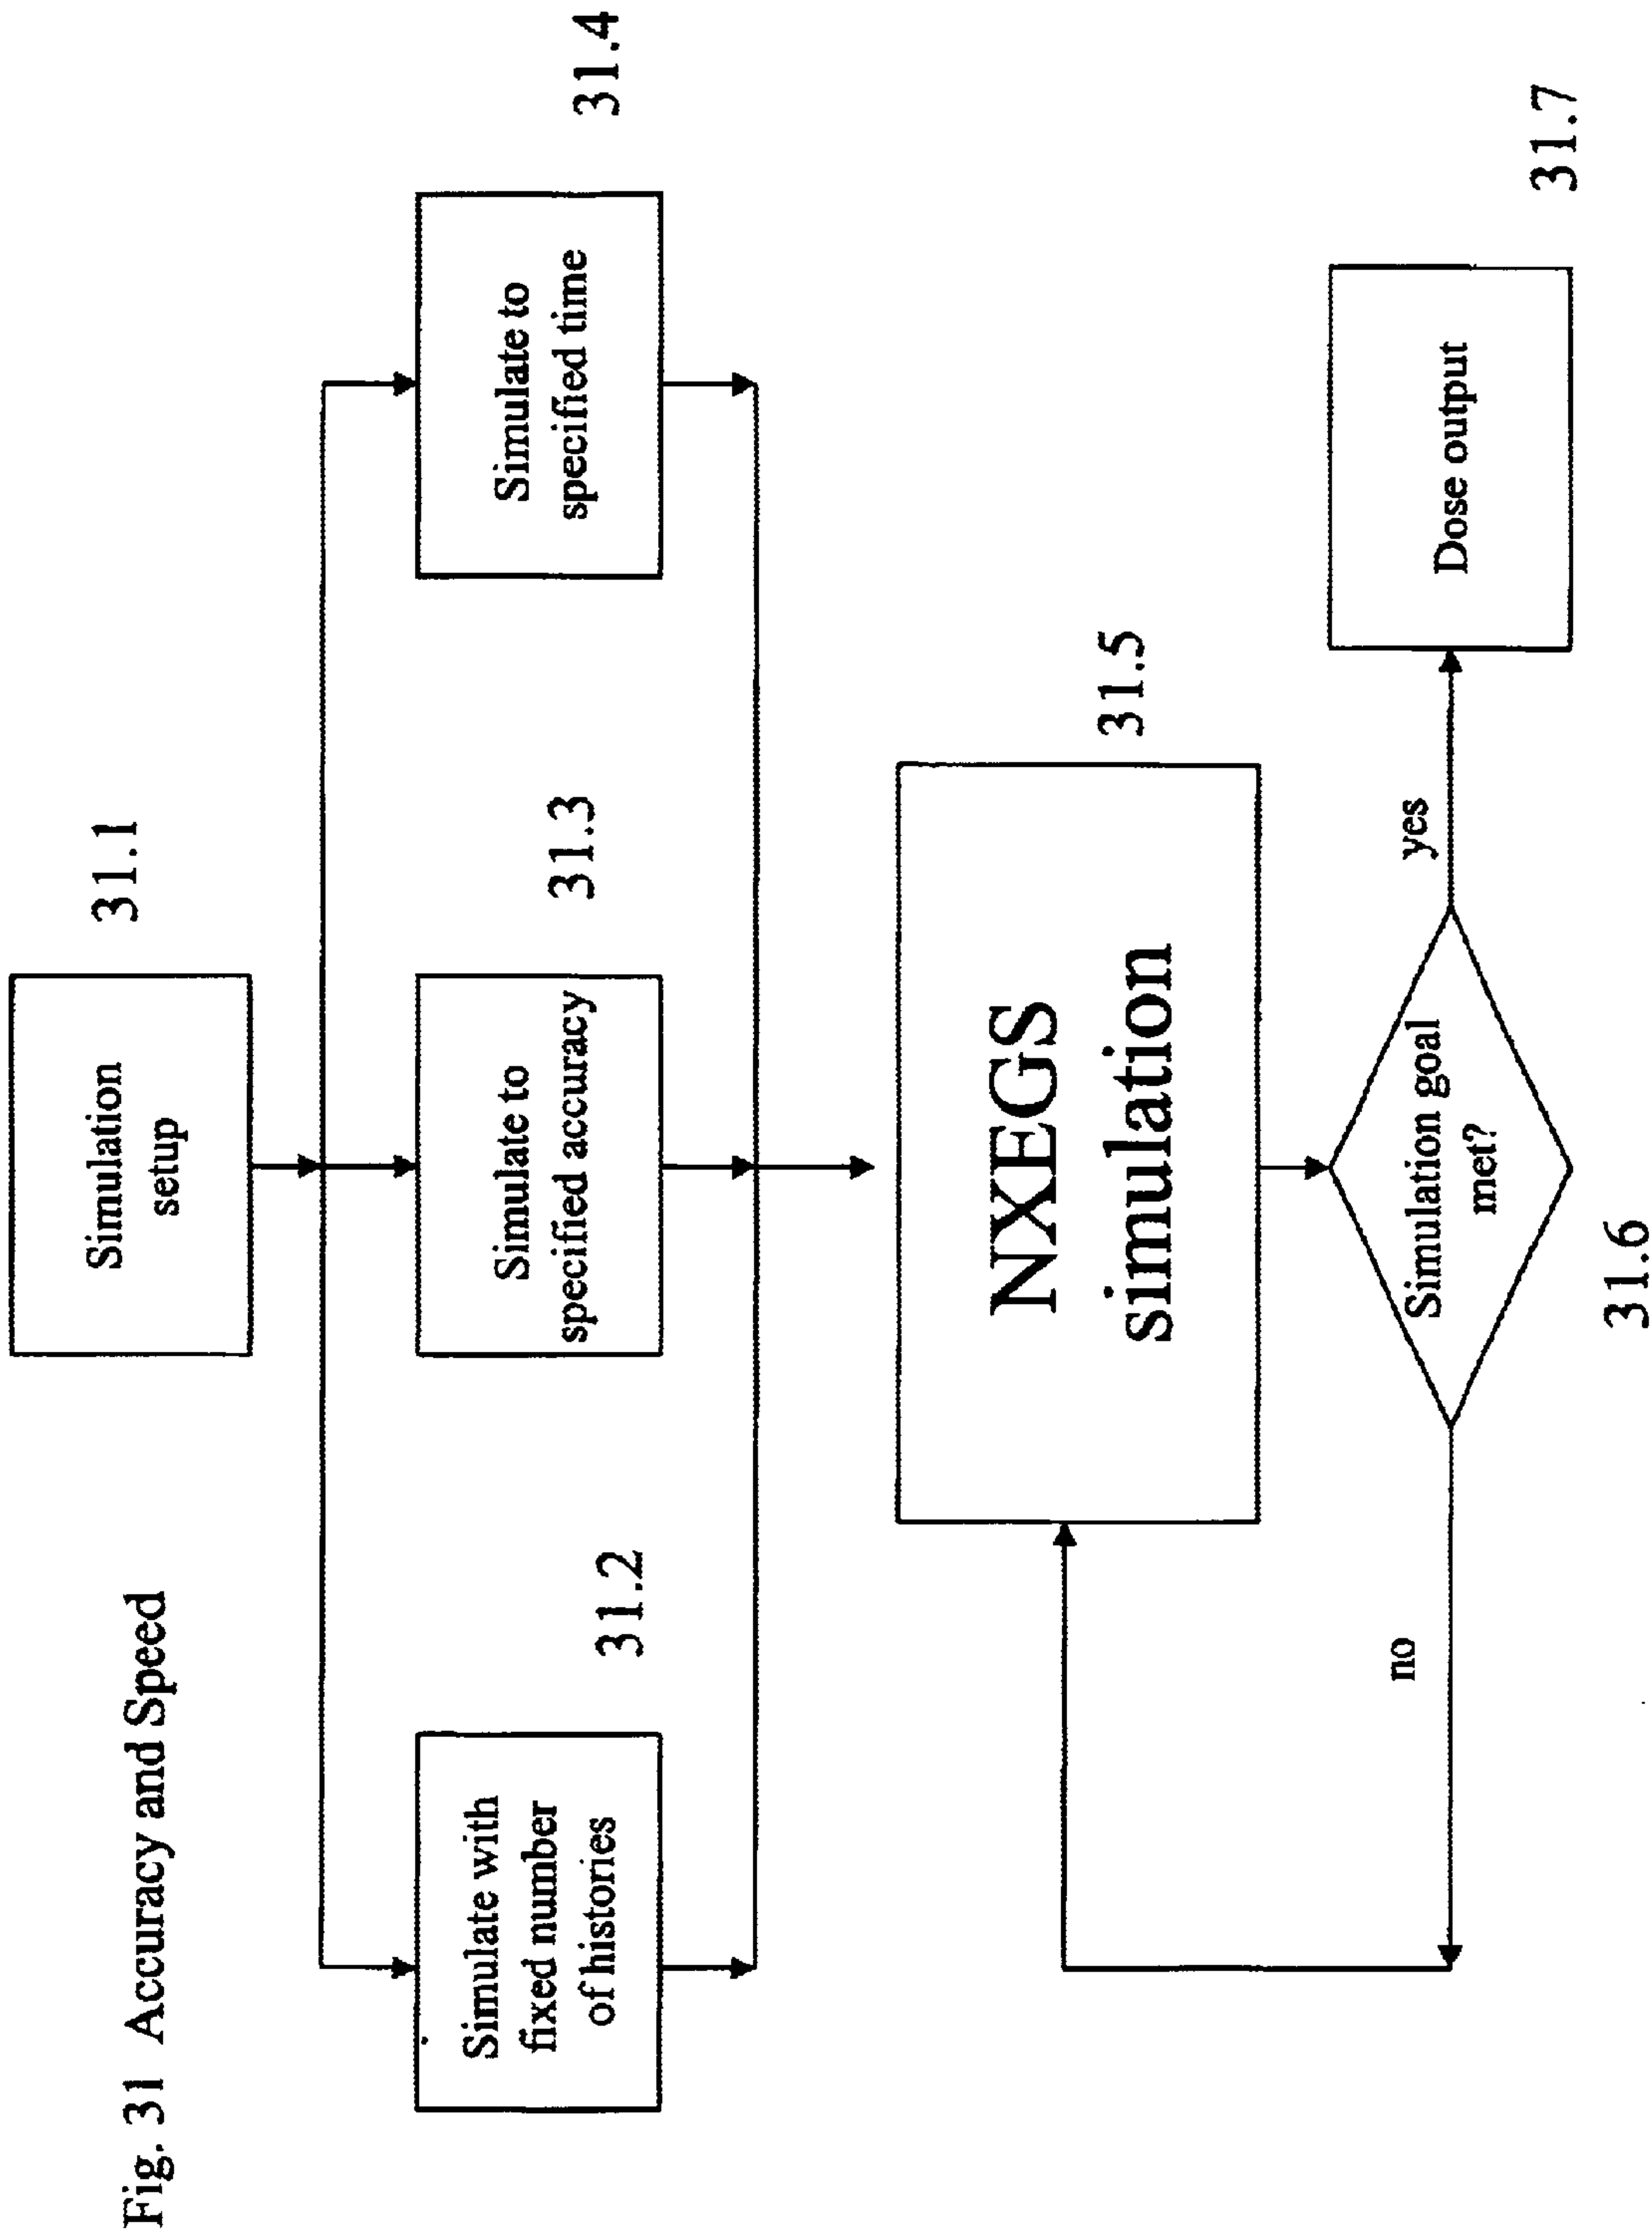 Fig. 31 Accuracy and Speed
Simulation
setup
31.1
Simulate with
fixed number
of histories
31.2
Simulate to
specified accuracy
31.3
Simulate to
specified time
31.4
NXEGS
simulation
31.5
Simulation goal
met?
31.6
no
yes
Dose output
31.7